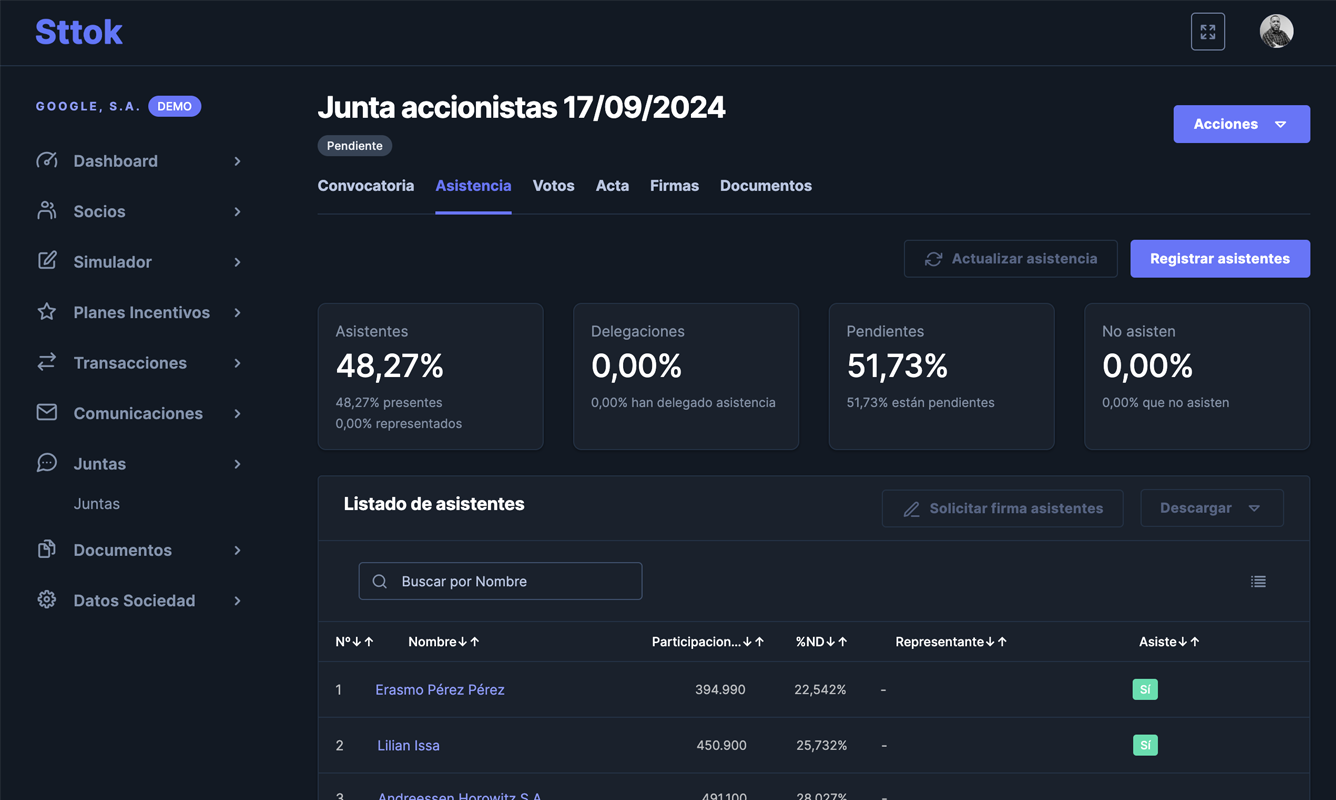 Sttok
GOOGLE, S.A. DEMO
Dashboard
Socios
Simulador
Planes Incentivos
Transacciones
Comunicaciones
Juntas
Juntas
Documentos
Datos Sociedad
Junta accionistas 17/09/2024
Pendiente
Acciones
Convocatoria Asistencia Votos Acta Firmas Documentos
Actualizar asistencia Registrar asistentes
Asistentes
48,27%
48,27% presentes
0,00% representados
Delegaciones
0,00%
0,00% han delegado asistencia
Pendientes
51,73%
51,73% están pendientes
No asisten
0,00%
0,00% que no asisten
Listado de asistentes
Solicitar firma asistentes Descargar
Buscar por Nombre
Nº↓↑ Nombre↓↑ Participacion...↓↑ %ND↓↑ Representante↓↑ Asiste↓↑
1 Erasmo Pérez Pérez 394.990 22,542% - Sí
2 Lilian Issa 450.900 25,732% - Sí
3 Andreessen Horowitz S.A. 491.100 28,027% -